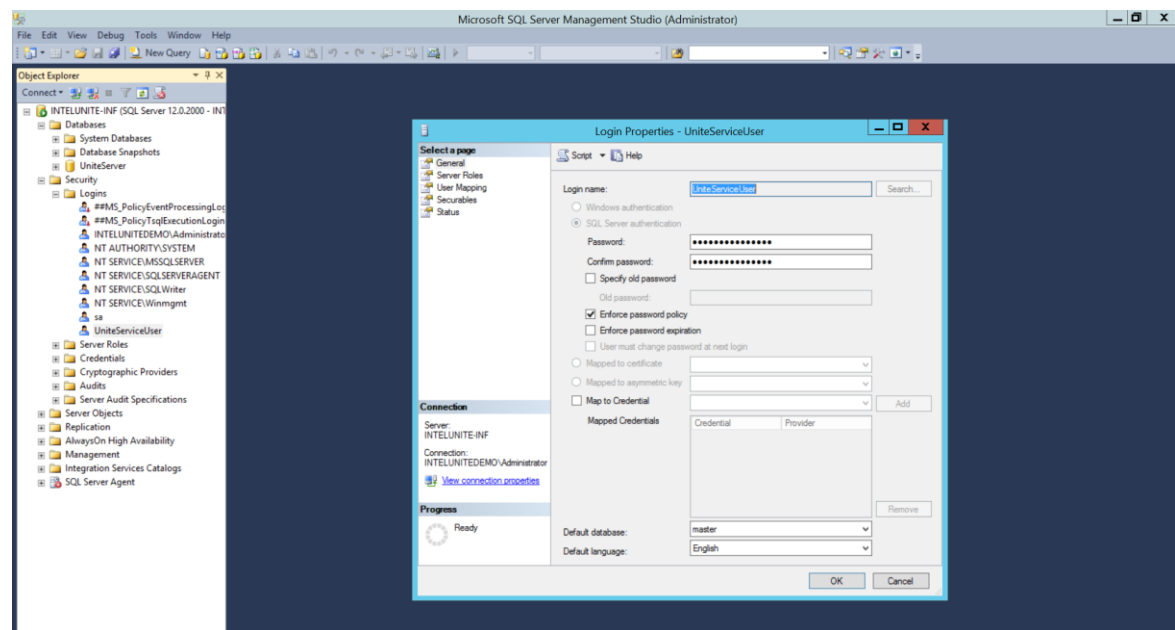 Microsoft SQL Server Management Studio (Administrator)
File Edit View Debug Tools Window Help
New Query
Object Explorer
Connect
INTELUNITE-INF (SQL Server 12.0.2000 - INT
Databases
System Databases
Database Snapshots
UniteServer
Security
Logins
##MS_PolicyEventProcessingLog
##MS_PolicyTsqlExecutionLogin
INTELUNITEDEMO\Administrato
NT AUTHORITY\SYSTEM
NT SERVICE\MSSQLSERVER
NT SERVICE\SQLSERVERAGENT
NT SERVICE\SQLWriter
NT SERVICE\Winmgmt
sa
UniteServiceUser
Server Roles
Credentials
Cryptographic Providers
Audits
Server Audit Specifications
Server Objects
Replication
AlwaysOn High Availability
Management
Integration Services Catalogs
SQL Server Agent
Login Properties - UniteServiceUser
Select a page
General
Server Roles
User Mapping
Securables
Status
Connection
Server:
INTELUNITE-INF
Connection:
INTELUNITEDEMO\Administrator
View connection properties
Progress
Ready
Script Help
Login name: UniteServiceUser Search...
Windows authentication
SQL Server authentication
Password: •••••••••••••••
Confirm password: •••••••••••••••
Specify old password
Old password:
Enforce password policy
Enforce password expiration
User must change password at next login
Mapped to certificate
Mapped to asymmetric key
Map to Credential Add
Mapped Credentials Credential Provider
Remove
Default database: master
Default language: English
OK Cancel